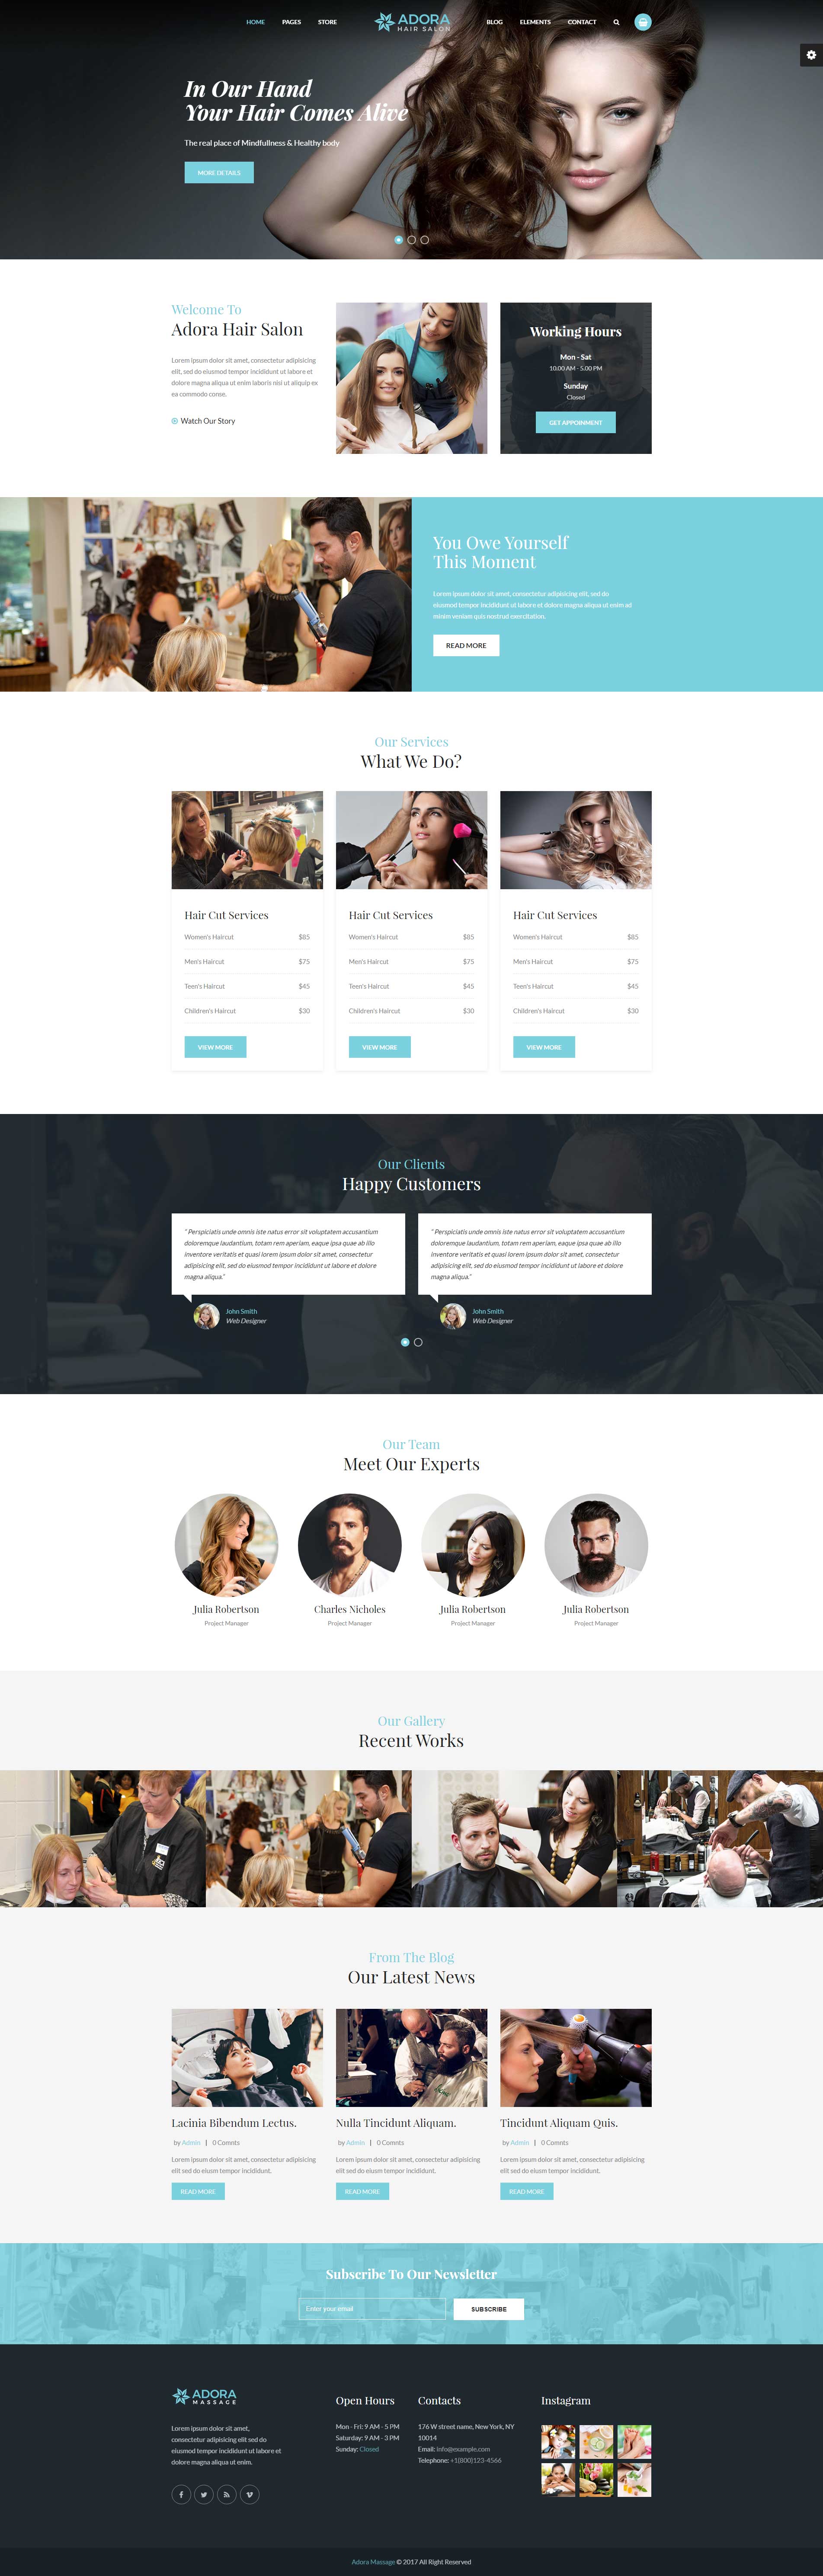 HOME PAGES STORE
ADORA
HAIR SALON
BLOG ELEMENTS CONTACT
In Our Hand
Your Hair Comes Alive
The real place of Mindfullness & Healthy body
MORE DETAILS
Welcome To
Adora Hair Salon
Lorem ipsum dolor sit amet, consectetur adipisicing
elit, sed do eiusmod tempor incididunt ut labore et
dolore magna aliqua ut enim laboris nisi ut aliquip ex
ea commodo conse.
Watch Our Story
Working Hours
Mon - Sat
10.00 AM - 5.00 PM
Sunday
Closed
GET APPOINMENT
You Owe Yourself
This Moment
Lorem ipsum dolor sit amet, consectetur adipisicing elit, sed do
eiusmod tempor incididunt ut labore et dolore magna aliqua ut enim ad
minim veniam quis nostrud exercitation.
READ MORE
Our Services
What We Do?
Hair Cut Services
Women's Haircut $85
Men's Haircut $75
Teen's Haircut $45
Children's Haircut $30
VIEW MORE
Hair Cut Services
Women's Haircut $85
Men's Haircut $75
Teen's Haircut $45
Children's Haircut $30
VIEW MORE
Hair Cut Services
Women's Haircut $85
Men's Haircut $75
Teen's Haircut $45
Children's Haircut $30
VIEW MORE
Our Clients
Happy Customers
" Perspiciatis unde omnis iste natus error sit voluptatem accusantium
doloremque laudantium, totam rem aperiam, eaque ipsa quae ab illo
inventore veritatis et quasi lorem ipsum dolor sit amet, consectetur
adipisicing elit, sed do eiusmod tempor incididunt ut labore et dolore
magna aliqua."
John Smith
Web Designer
" Perspiciatis unde omnis iste natus error sit voluptatem accusantium
doloremque laudantium, totam rem aperiam, eaque ipsa quae ab illo
inventore veritatis et quasi lorem ipsum dolor sit amet, consectetur
adipisicing elit, sed do eiusmod tempor incididunt ut labore et dolore
magna aliqua."
John Smith
Web Designer
Our Team
Meet Our Experts
Julia Robertson
Project Manager
Charles Nicholes
Project Manager
Julia Robertson
Project Manager
Julia Robertson
Project Manager
Our Gallery
Recent Works
From The Blog
Our Latest News
Lacinia Bibendum Lectus.
by Admin | 0 Comnts
Lorem ipsum dolor sit amet, consectetur adipisicing
elit sed do eiusm tempor incididunt.
READ MORE
Nulla Tincidunt Aliquam.
by Admin | 0 Comnts
Lorem ipsum dolor sit amet, consectetur adipisicing
elit sed do eiusm tempor incididunt.
READ MORE
Tincidunt Aliquam Quis.
by Admin | 0 Comnts
Lorem ipsum dolor sit amet, consectetur adipisicing
elit sed do eiusm tempor incididunt.
READ MORE
Subscribe To Our Newsletter
Enter your email
SUBSCRIBE
ADORA
MASSAGE
Lorem ipsum dolor sit amet,
consectetur adipisicing elit sed do
eiusmod tempor incididunt ut labore et
dolore magna aliqua ut enim.
Open Hours
Mon - Fri: 9 AM - 5 PM
Saturday: 9 AM - 3 PM
Sunday: Closed
Contacts
176 W street name, New York, NY
10014
Email: info@example.com
Telephone: +1(800)123-4566
Instagram
Adora Massage © 2017 All Right Reserved